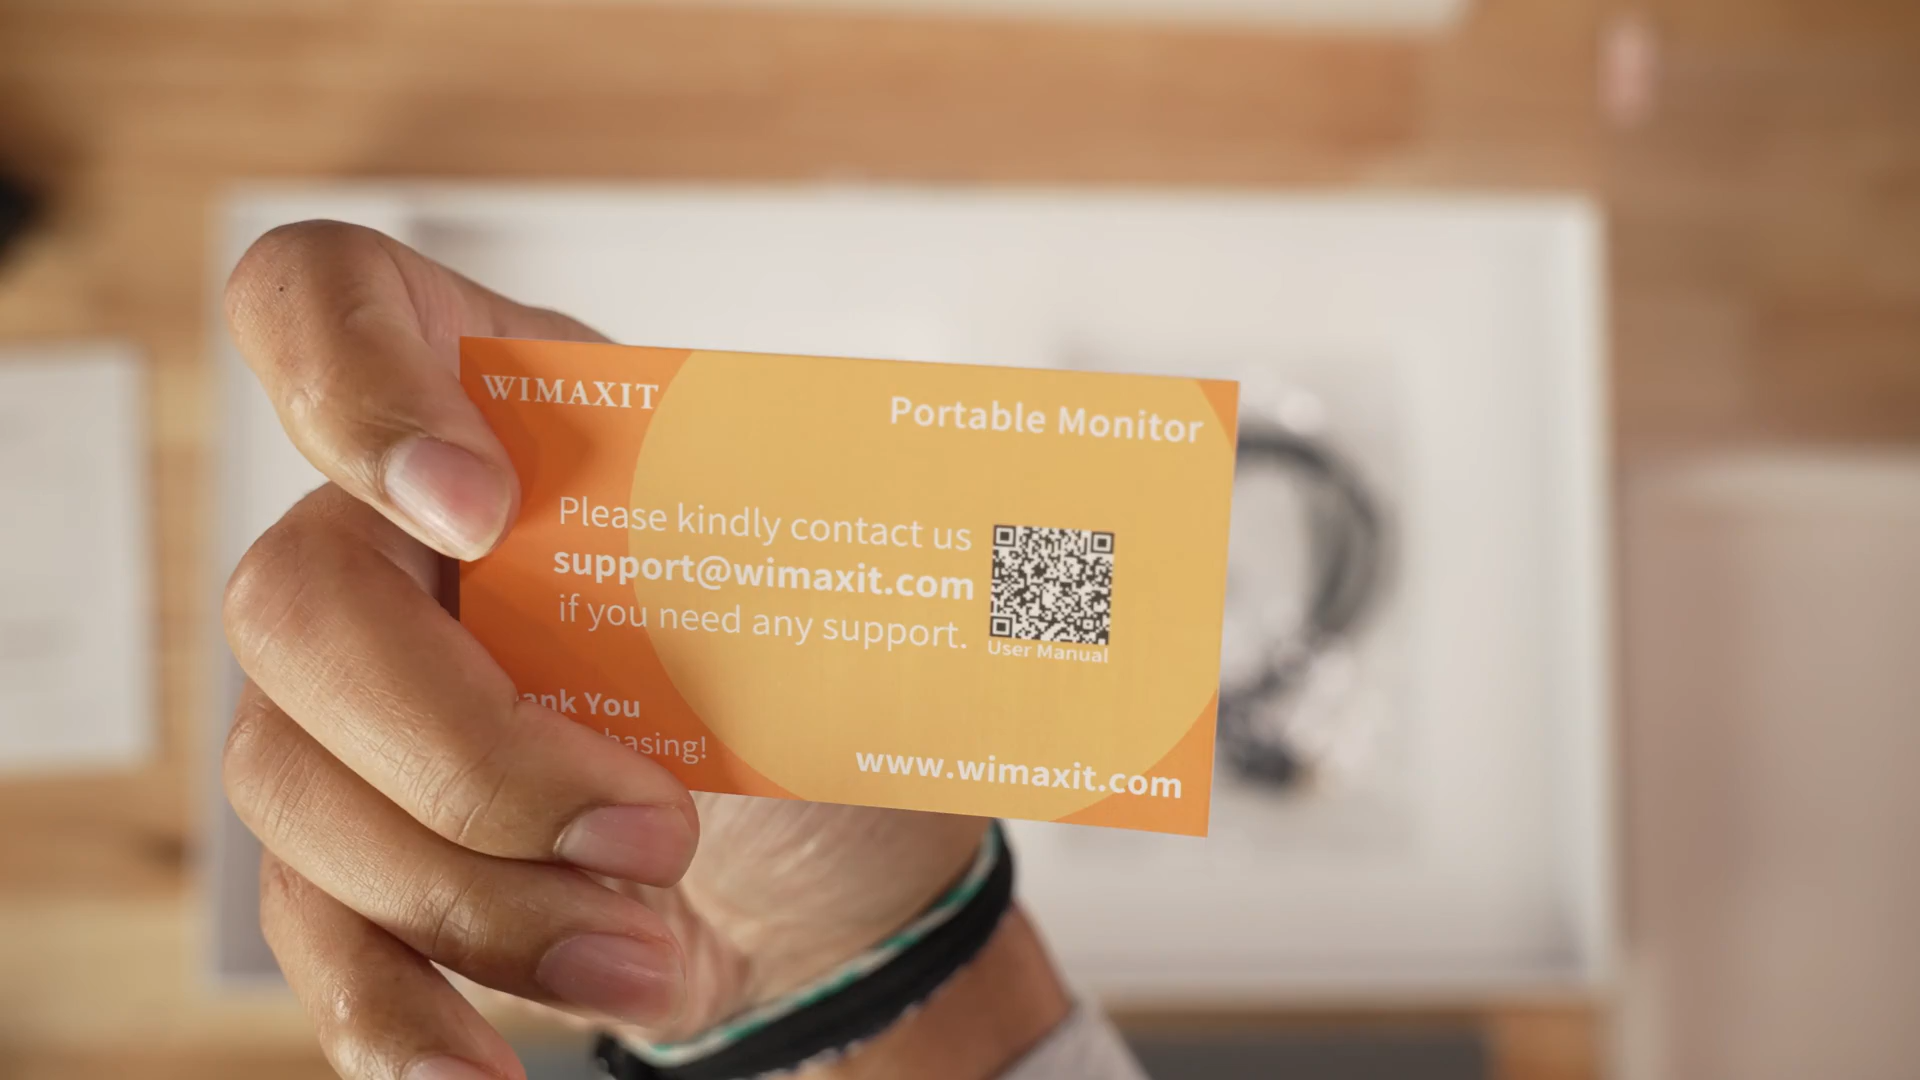 WIMAXIT
Portable Monitor
Please kindly contact us
support@wimaxit.com
if you need any support.
User Manual
You
www.wimaxit.com